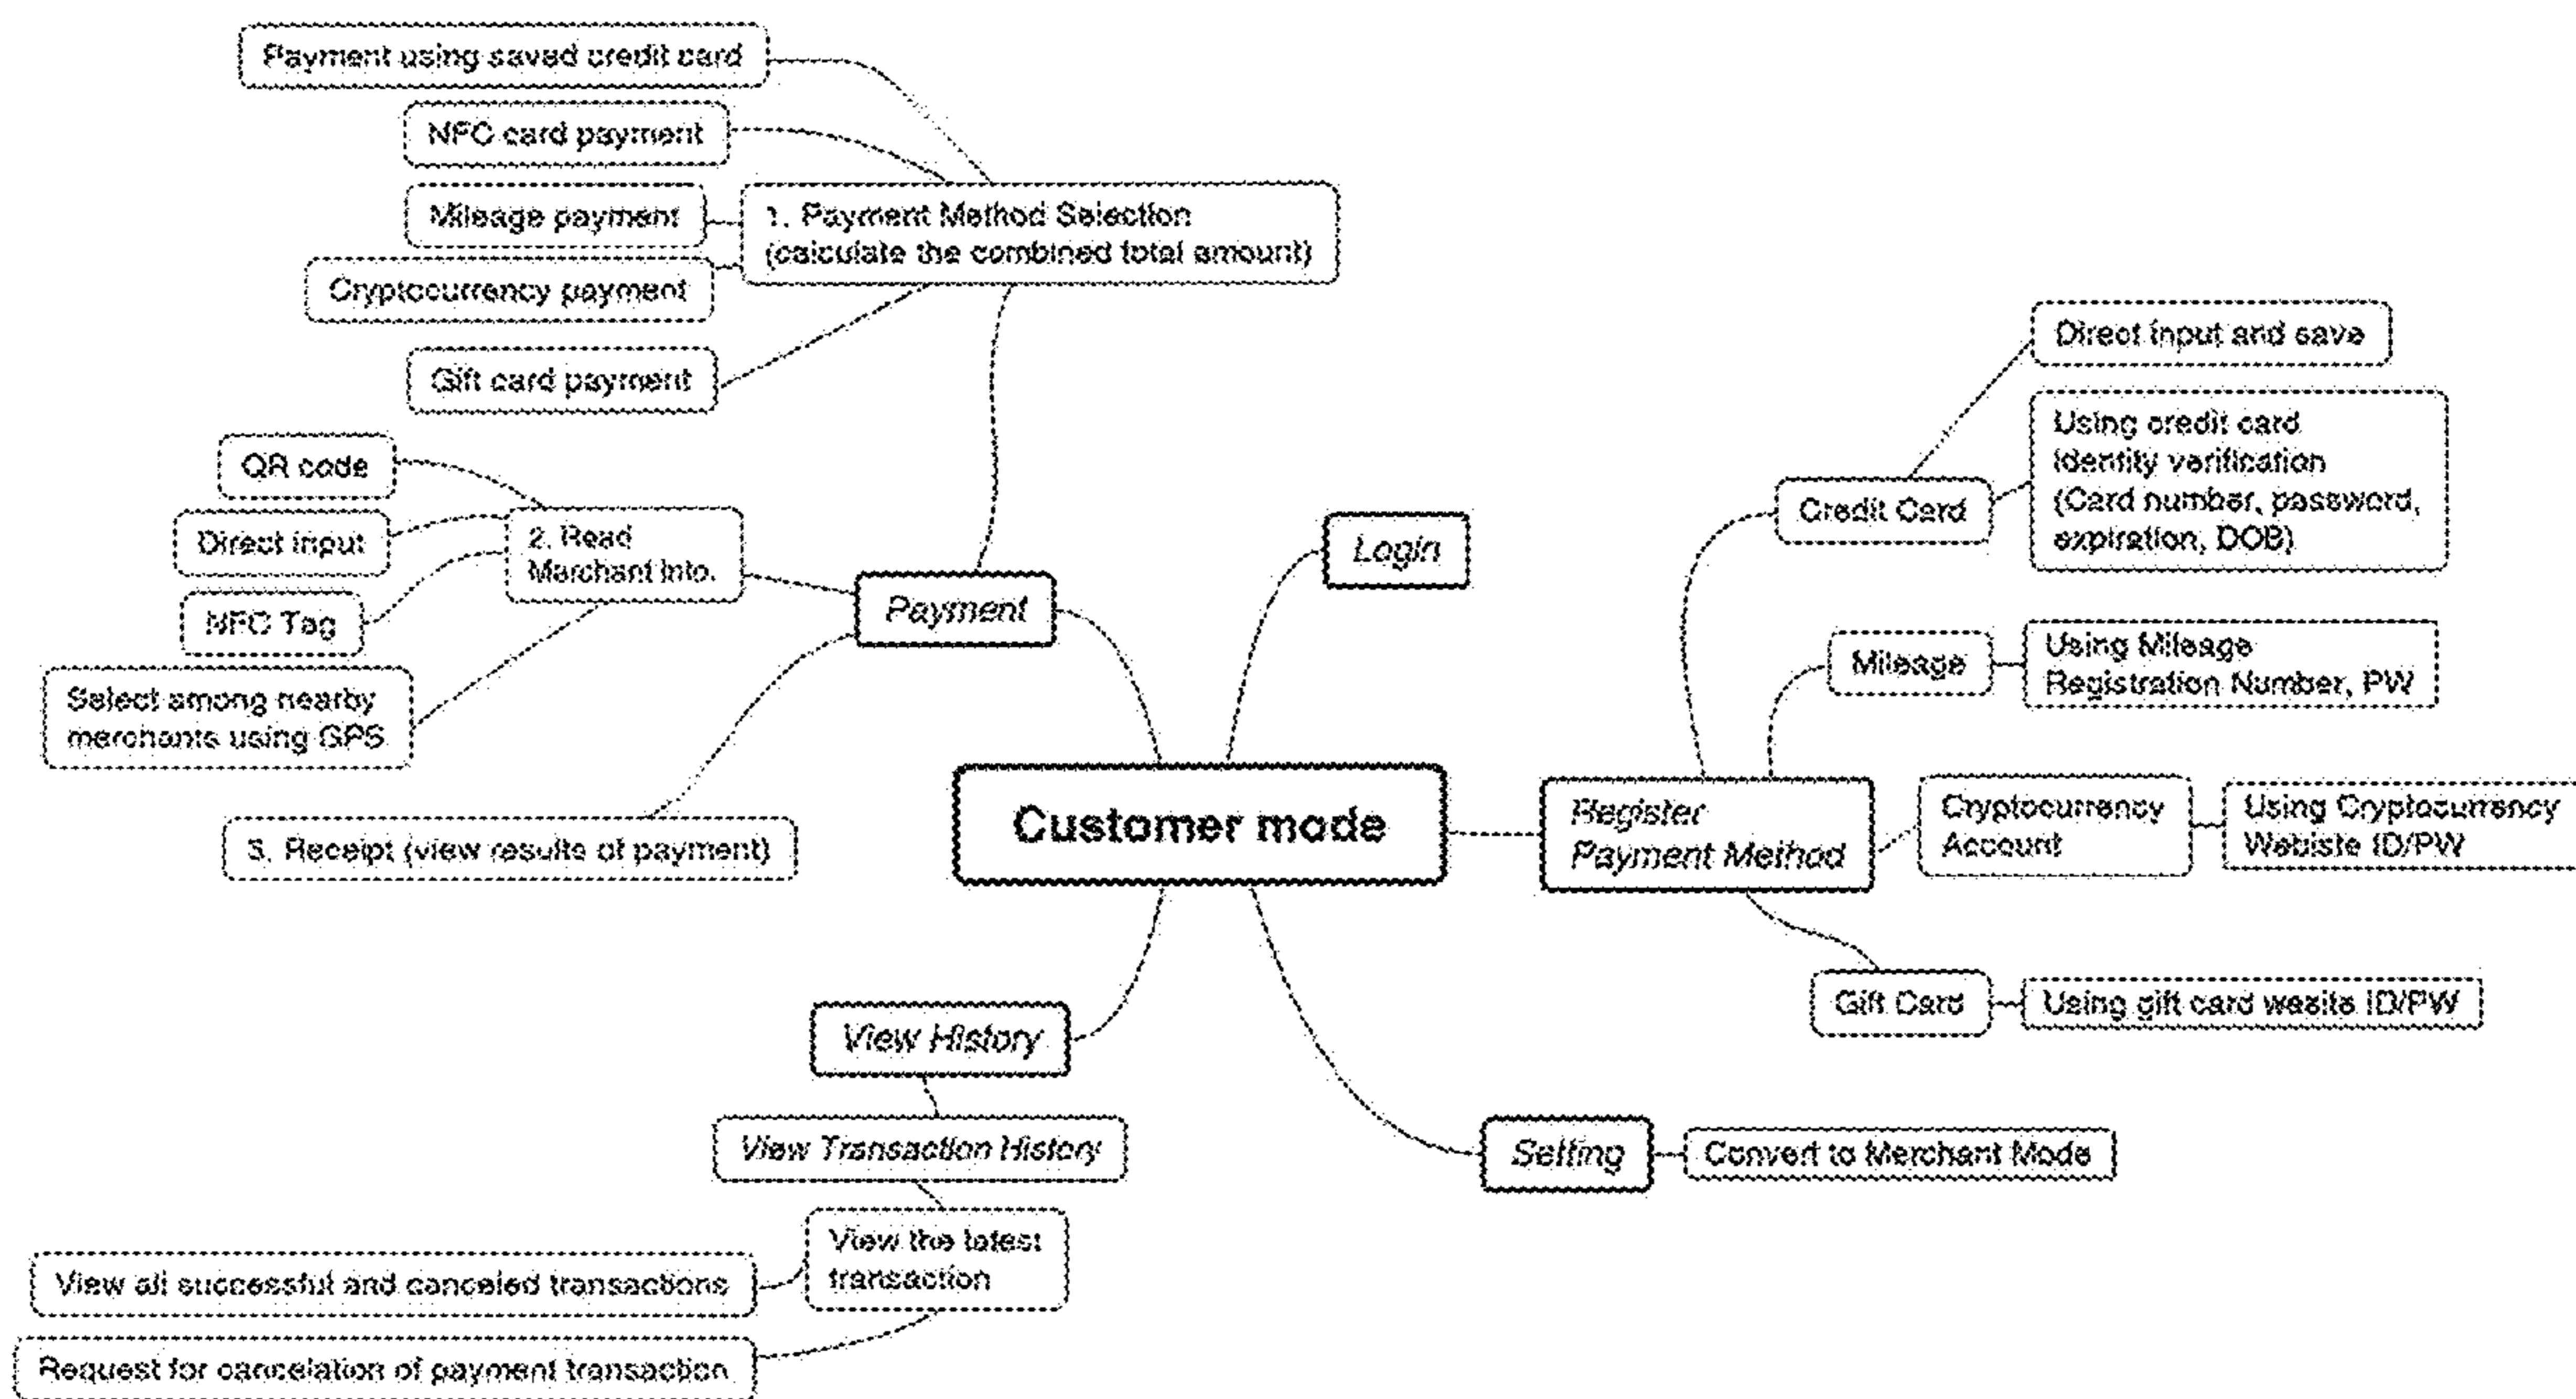 Payment using saved credit card
NFC card payment
Mileage payment
Cryptocurrency payment
Gift card payment
1. Payment Method Selection
(calculate the combined total amount)
QR code
Direct input
NFC Tag
Select among nearby
merchants using GPS
2. Read
Merchant info.
3. Receipt (view results of payment)
Payment
Login
Customer mode
Register
Payment Method
Credit Card
Direct input and save
Using credit card
identity verification
(Card number, password,
expiration, DOB)
Mileage
Using Mileage
Registration Number, PW
Cryptocurrency
Account
Using Cryptocurrency
Webiste ID/PW
Gift Card
Using gift card wesite ID/PW
View History
View Transaction History
View the latest
transaction
View all successful and canceled transactions
Request for cancelation of payment transaction
Setting
Convert to Merchant Mode